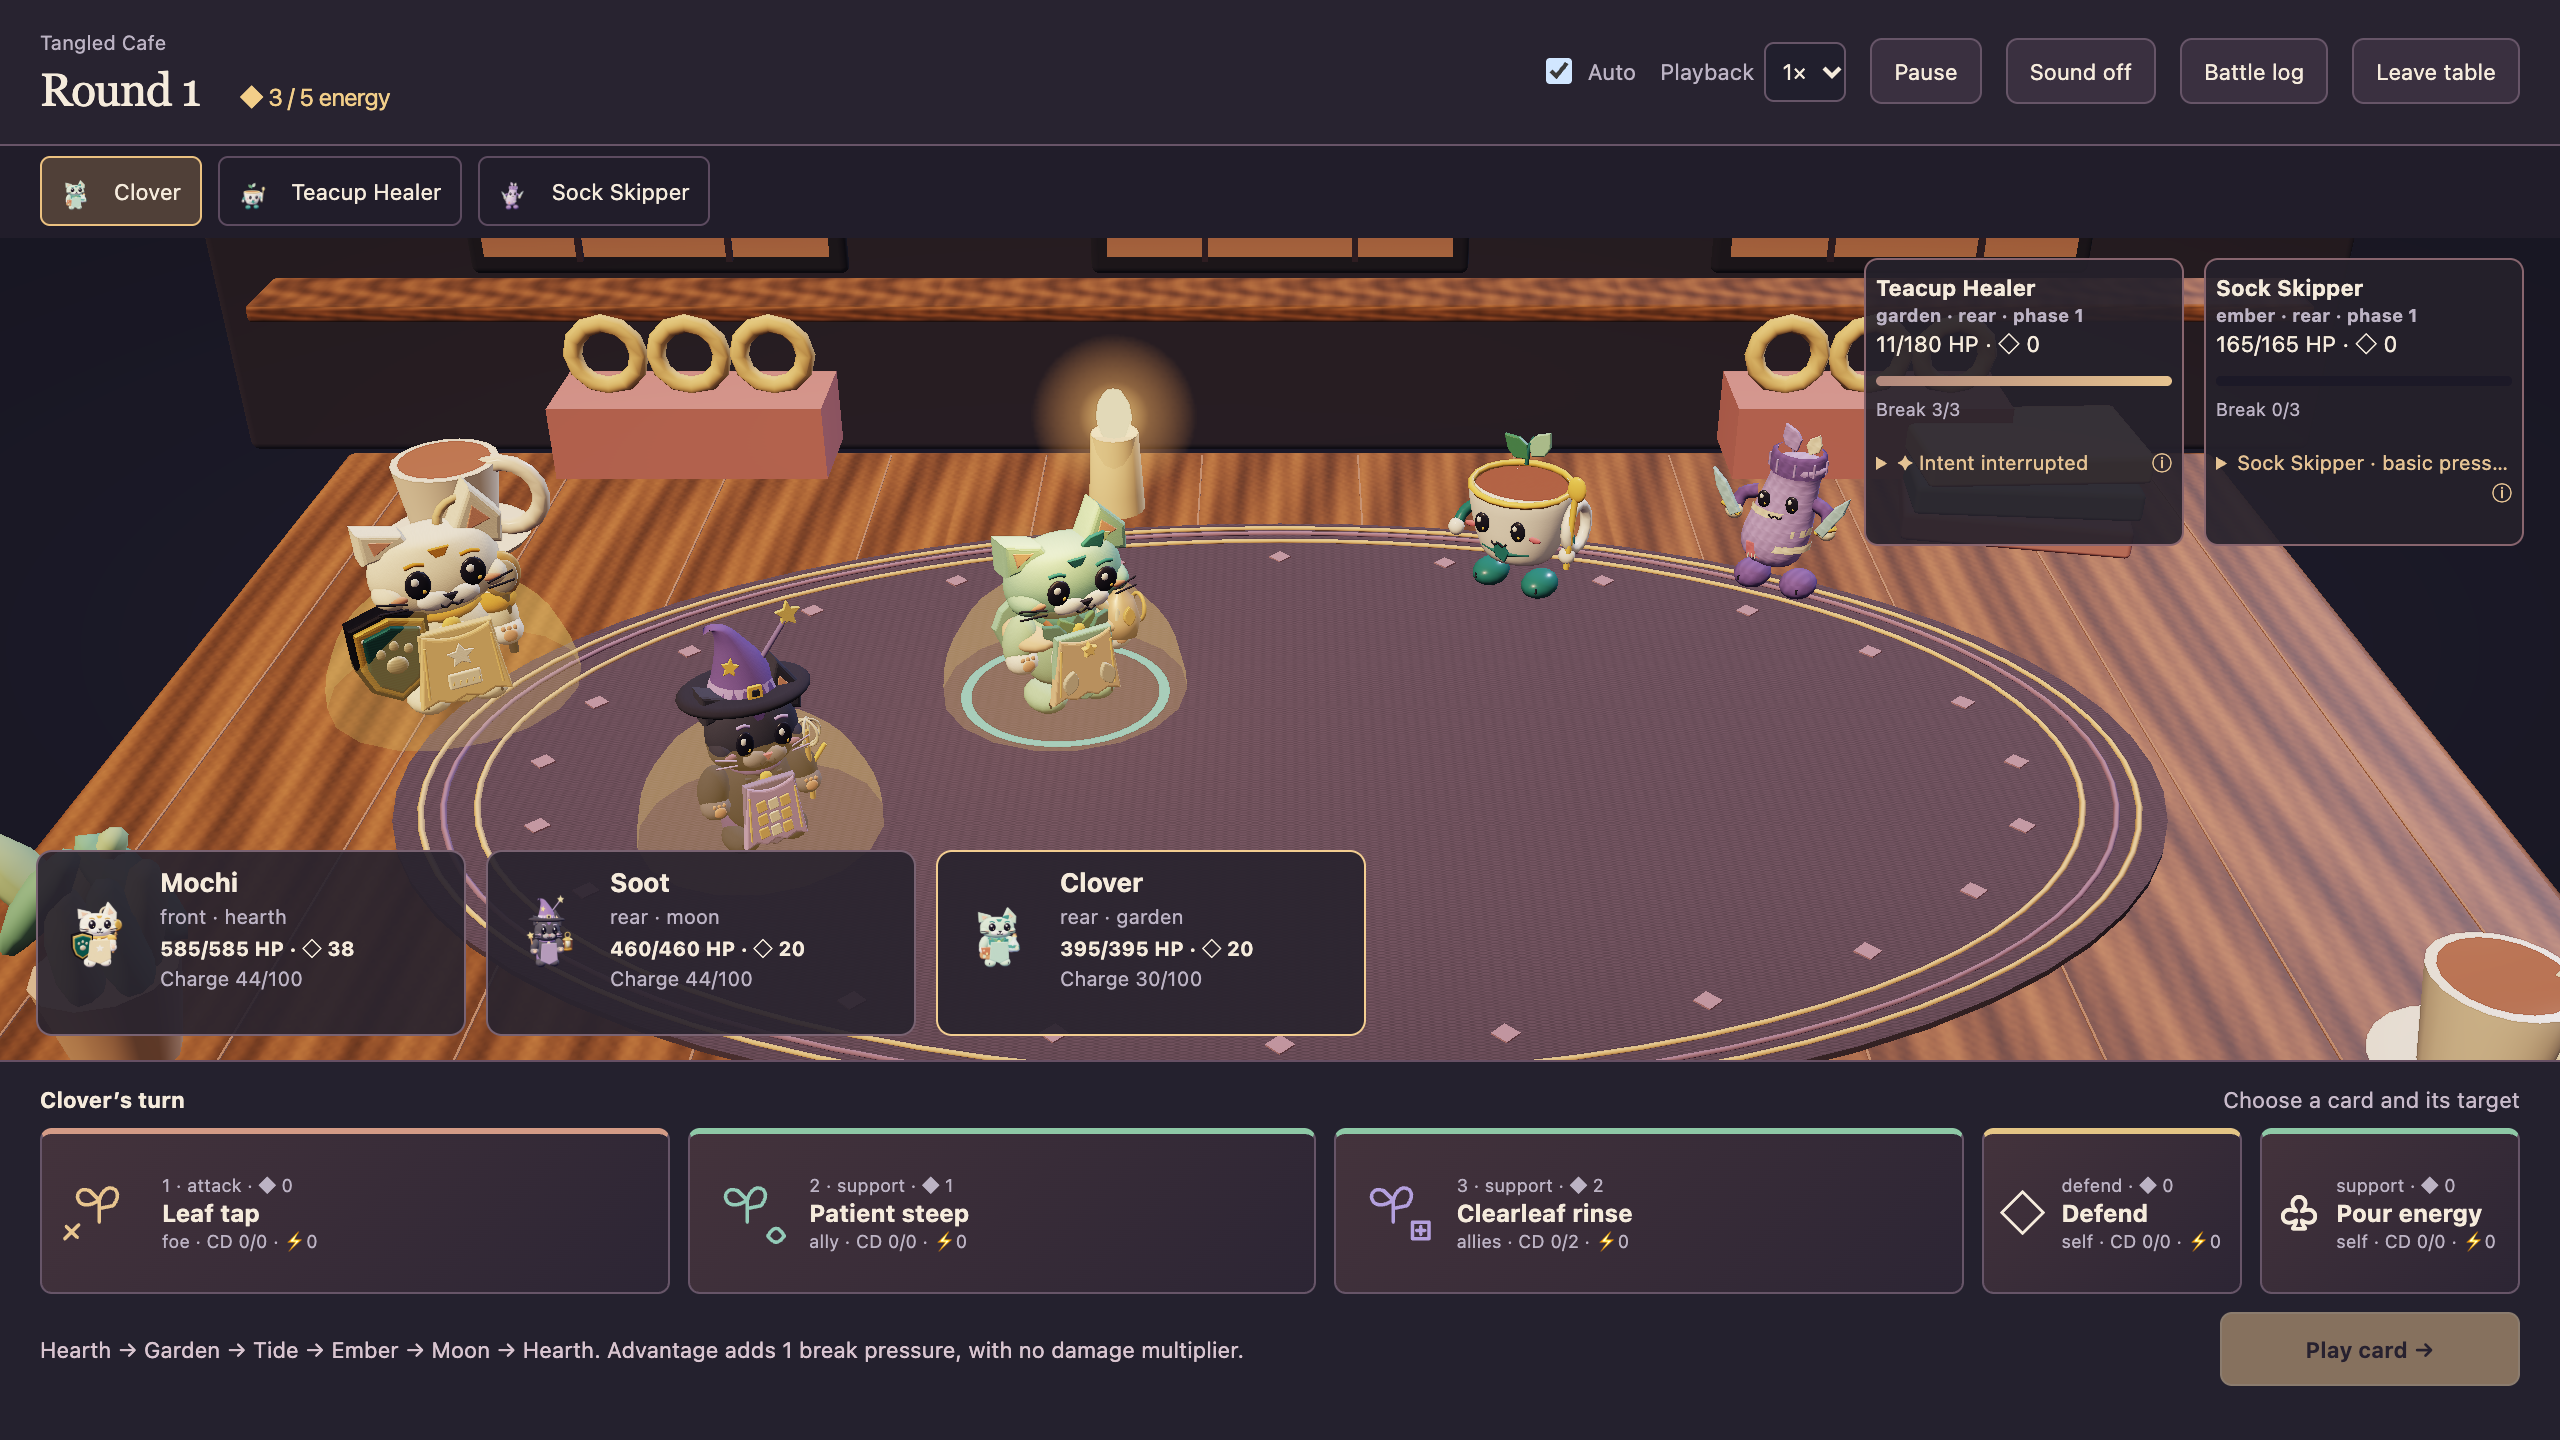 Tangled Cafe
Round 1
◆ 3 / 5 energy
Auto
Playback
1×
Pause
Sound off
Battle log
Leave table
Clover
Teacup Healer
Sock Skipper
Teacup Healer
garden · rear · phase 1
11/180 HP · ◇ 0
Break 3/3
▶ ✦ Intent interrupted ⓘ
Sock Skipper
ember · rear · phase 1
165/165 HP · ◇ 0
Break 0/3
▶ Sock Skipper · basic press...
ⓘ
Mochi
front · hearth
585/585 HP · ◇ 38
Charge 44/100
Soot
rear · moon
460/460 HP · ◇ 20
Charge 44/100
Clover
rear · garden
395/395 HP · ◇ 20
Charge 30/100
Clover’s turn
Choose a card and its target
1 · attack · ◆ 0
Leaf tap
foe · CD 0/0 · ⚡0
2 · support · ◆ 1
Patient steep
ally · CD 0/0 · ⚡0
3 · support · ◆ 2
Clearleaf rinse
allies · CD 0/2 · ⚡0
defend · ◆ 0
Defend
self · CD 0/0 · ⚡0
support · ◆ 0
Pour energy
self · CD 0/0 · ⚡0
Hearth → Garden → Tide → Ember → Moon → Hearth. Advantage adds 1 break pressure, with no damage multiplier.
Play card →